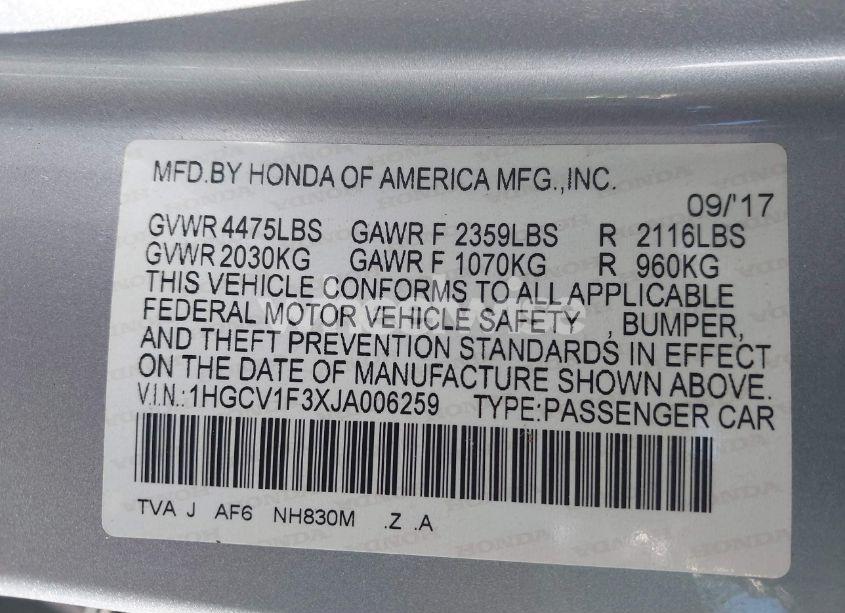 MFD.BY HONDA OF AMERICA MFG.,INC.
09/'17
GVWR 4475LBS GAWR F 2359LBS R 2116LBS
GVWR 2030KG GAWR F 1070KG R 960KG
THIS VEHICLE CONFORMS TO ALL APPLICABLE
FEDERAL MOTOR VEHICLE SAFETY , BUMPER,
AND THEFT PREVENTION STANDARDS IN EFFECT
ON THE DATE OF MANUFACTURE SHOWN ABOVE.
V.I.N.:1HGCV1F3XJA006259 TYPE:PASSENGER CAR
TVA J AF6 NH830M .Z .A